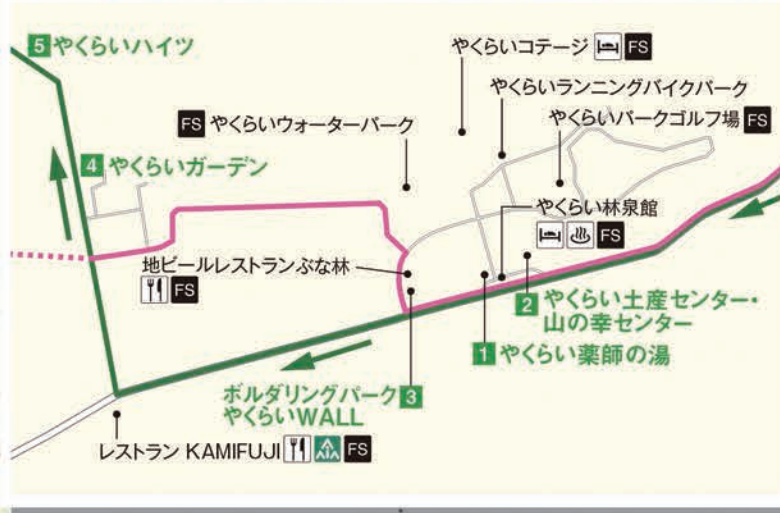 5 やくらいハイツ
やくらいコテージ FS
やくらいランニングバイクパーク
FS やくらいウォーターパーク
やくらいパークゴルフ場 FS
4 やくらいガーデン
やくらい林泉館
FS
地ビールレストランぶな林
FS
2 やくらい土産センター・
山の幸センター
1 やくらい薬師の湯
ボルダリングパーク 3
やくらいWALL
レストラン KAMIFUJI FS